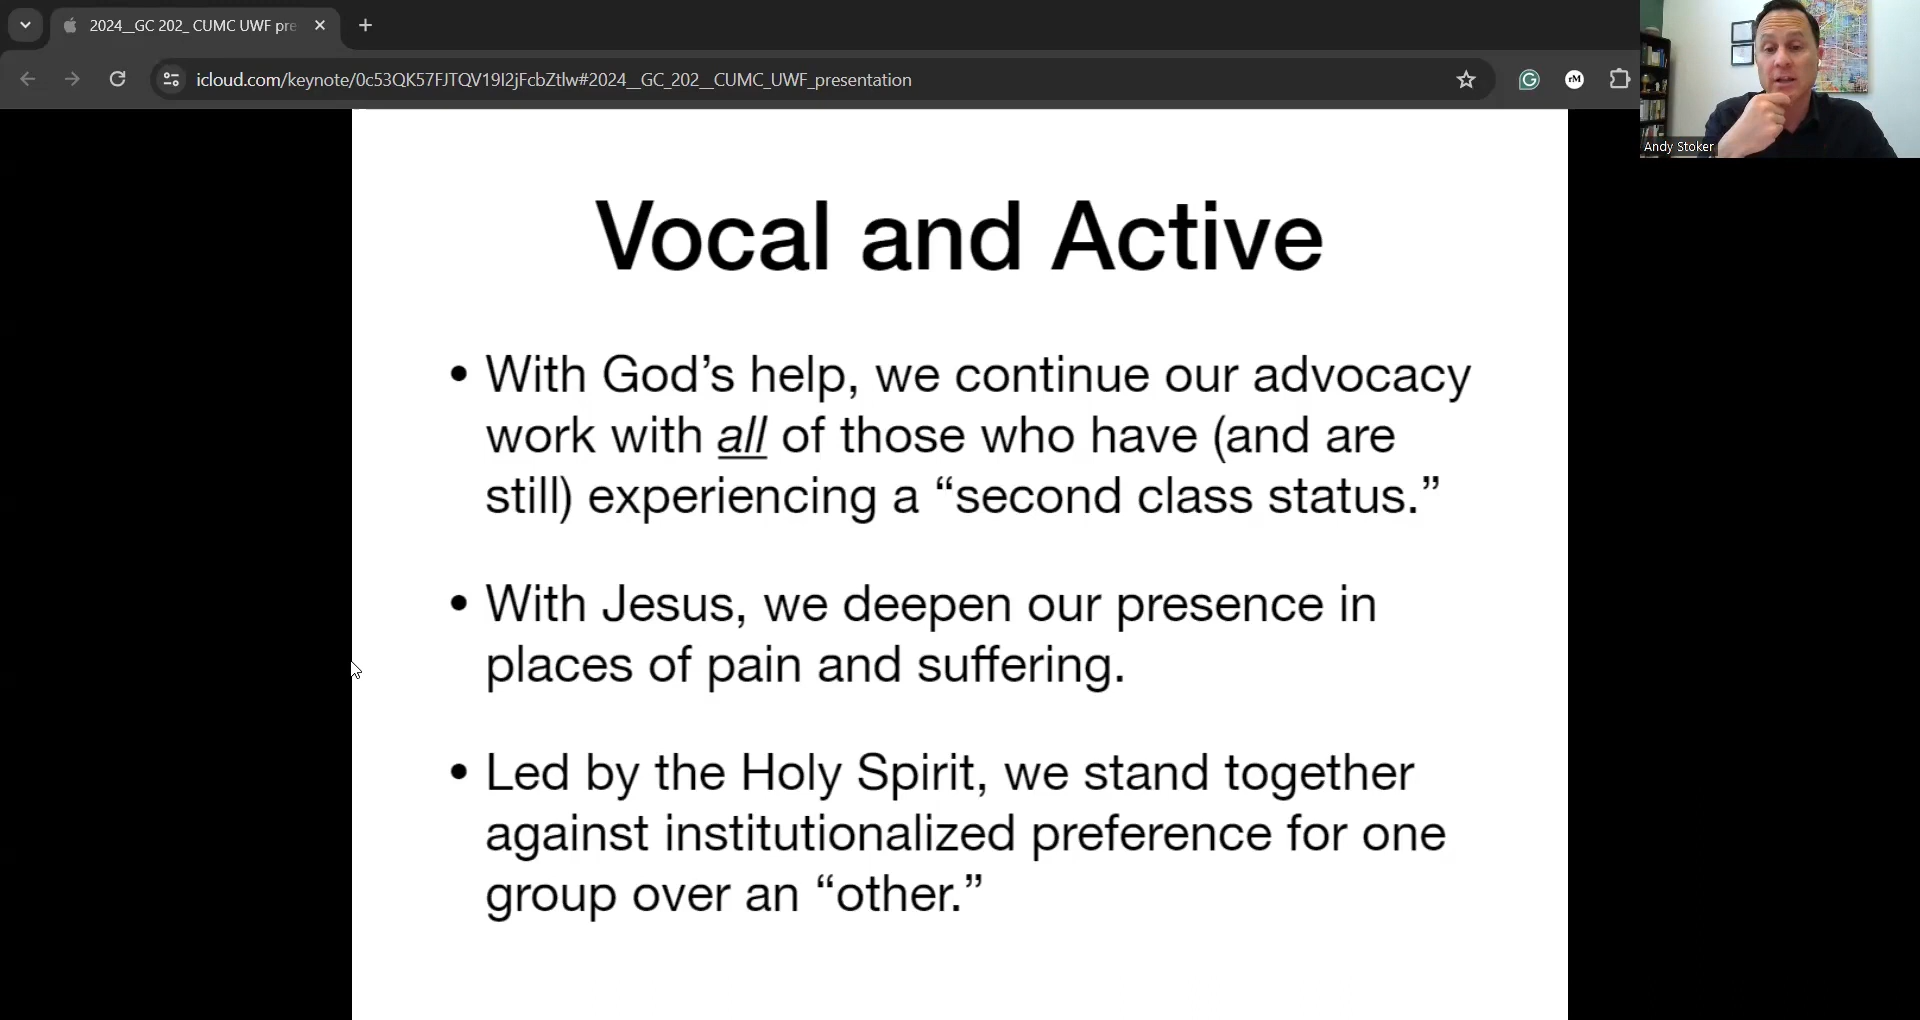 2024__GC 202_ CUMC UWF pre
icloud.com/keynote/0c53QK57FJTQV19I2jFcbZtlw#2024__GC_202__CUMC_UWF_presentation
rM
Andy Stoker
Vocal and Active
• With God’s help, we continue our advocacy
work with all of those who have (and are
still) experiencing a “second class status.”
• With Jesus, we deepen our presence in
places of pain and suffering.
• Led by the Holy Spirit, we stand together
against institutionalized preference for one
group over an “other.”